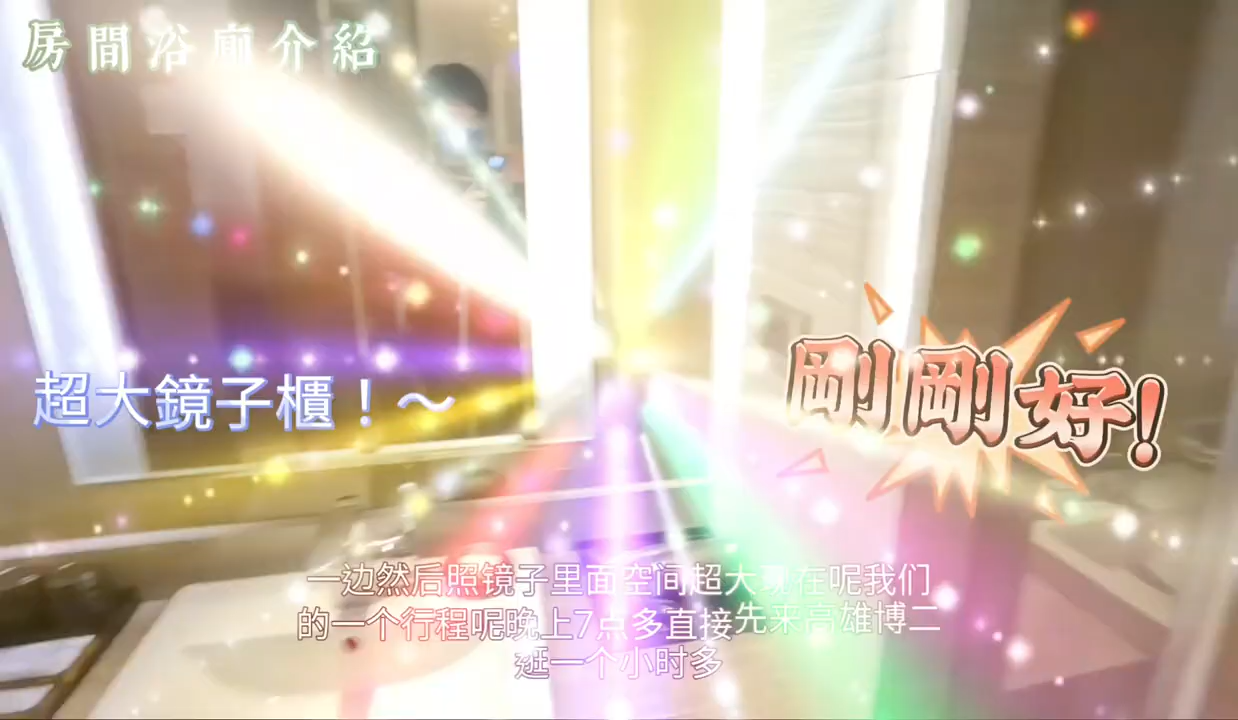 房間浴廁介紹
超大鏡子櫃！～
剛剛好!
一边然后照镜子里面空间超大现在呢我们
的一个行程呢晚上7点多直接先来高雄博二
逛一个小时多